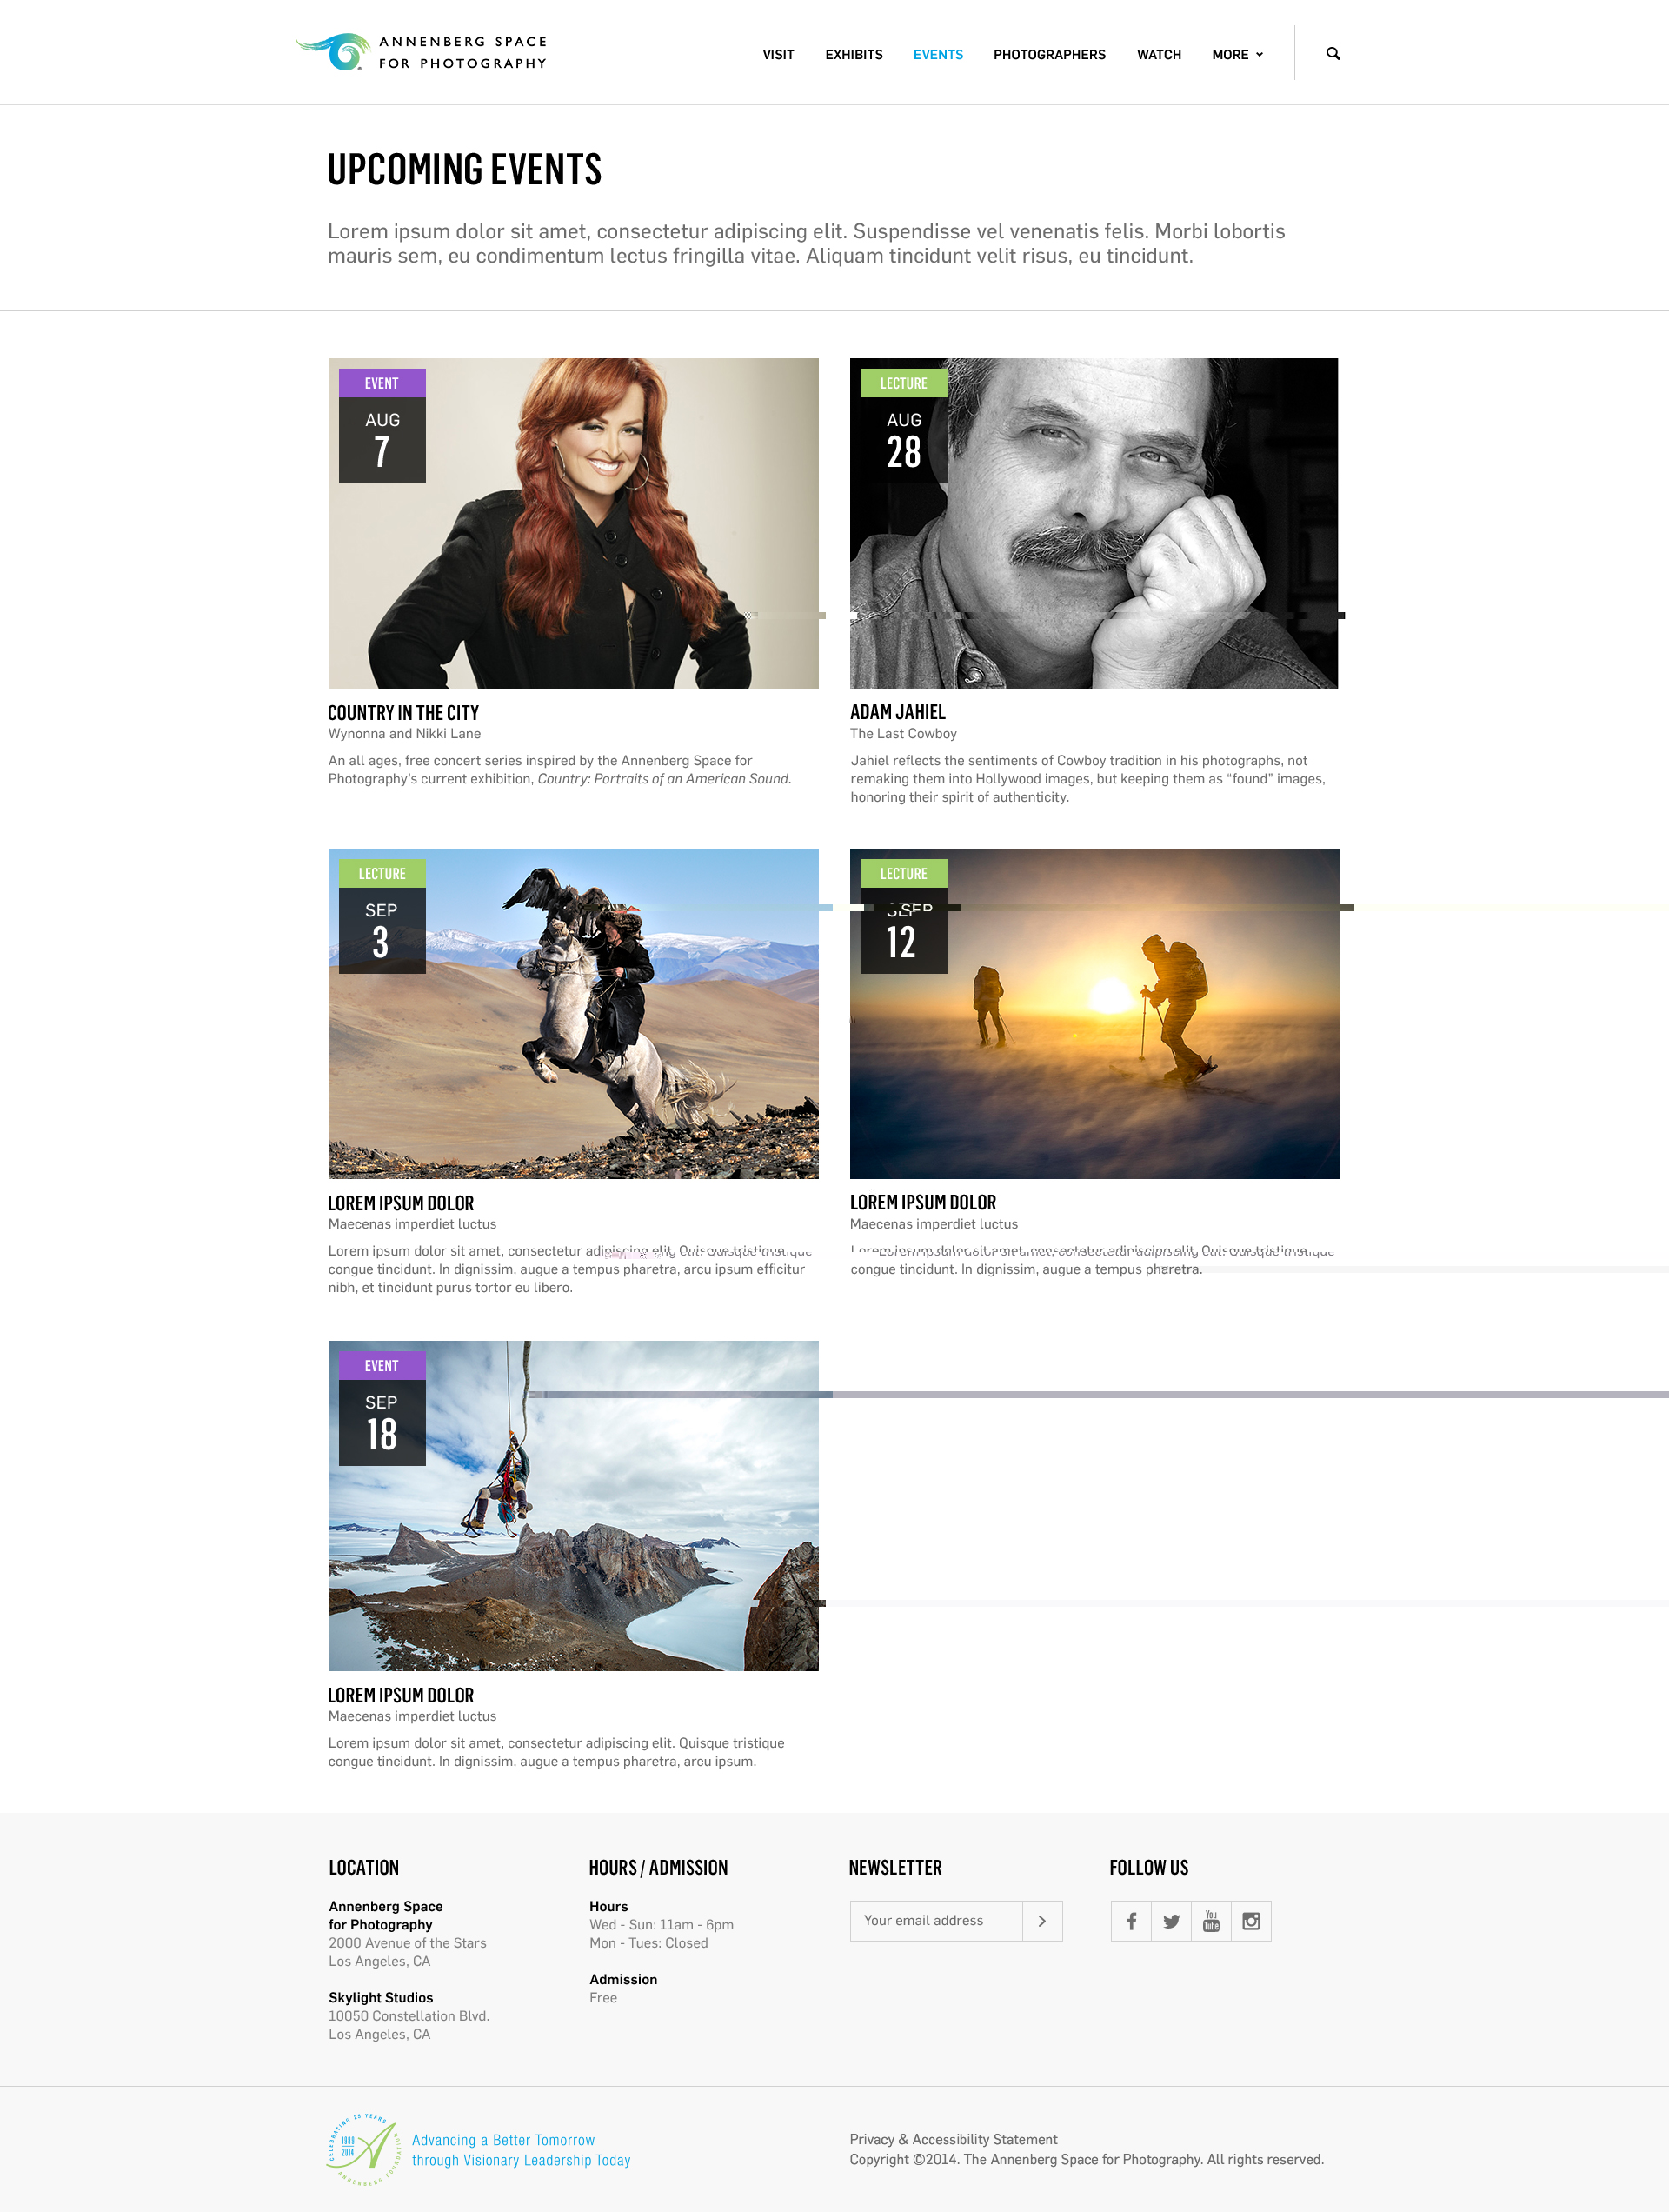 ANNENBERG SPACE
FOR PHOTOGRAPHY
VISIT EXHIBITS EVENTS PHOTOGRAPHERS WATCH MORE
UPCOMING EVENTS
Lorem ipsum dolor sit amet, consectetur adipiscing elit. Suspendisse vel venenatis felis. Morbi lobortis
mauris sem, eu condimentum lectus fringilla vitae. Aliquam tincidunt velit risus, eu tincidunt.
EVENT
AUG
7
COUNTRY IN THE CITY
Wynonna and Nikki Lane
An all ages, free concert series inspired by the Annenberg Space for
Photography’s current exhibition, Country: Portraits of an American Sound.
LECTURE
AUG
28
ADAM JAHIEL
The Last Cowboy
Jahiel reflects the sentiments of Cowboy tradition in his photographs, not
remaking them into Hollywood images, but keeping them as “found” images,
honoring their spirit of authenticity.
LECTURE
SEP
3
LOREM IPSUM DOLOR
Maecenas imperdiet luctus
Lorem ipsum dolor sit amet, consectetur adipiscing elit. Quisque tristique
congue tincidunt. In dignissim, augue a tempus pharetra, arcu ipsum efficitur
nibh, et tincidunt purus tortor eu libero.
LECTURE
SEP
12
LOREM IPSUM DOLOR
Maecenas imperdiet luctus
Lorem ipsum dolor sit amet, consectetur adipiscing elit. Quisque tristique
congue tincidunt. In dignissim, augue a tempus pharetra.
EVENT
SEP
18
LOREM IPSUM DOLOR
Maecenas imperdiet luctus
Lorem ipsum dolor sit amet, consectetur adipiscing elit. Quisque tristique
congue tincidunt. In dignissim, augue a tempus pharetra, arcu ipsum.
LOCATION
Annenberg Space
for Photography
2000 Avenue of the Stars
Los Angeles, CA
Skylight Studios
10050 Constellation Blvd.
Los Angeles, CA
HOURS / ADMISSION
Hours
Wed - Sun: 11am - 6pm
Mon - Tues: Closed
Admission
Free
NEWSLETTER
Your email address
FOLLOW US
You
Tube
CELEBRATING 25 YEARS
1989
2014
ANNENBERG FOUNDATION
Advancing a Better Tomorrow
through Visionary Leadership Today
Privacy & Accessibility Statement
Copyright ©2014. The Annenberg Space for Photography. All rights reserved.